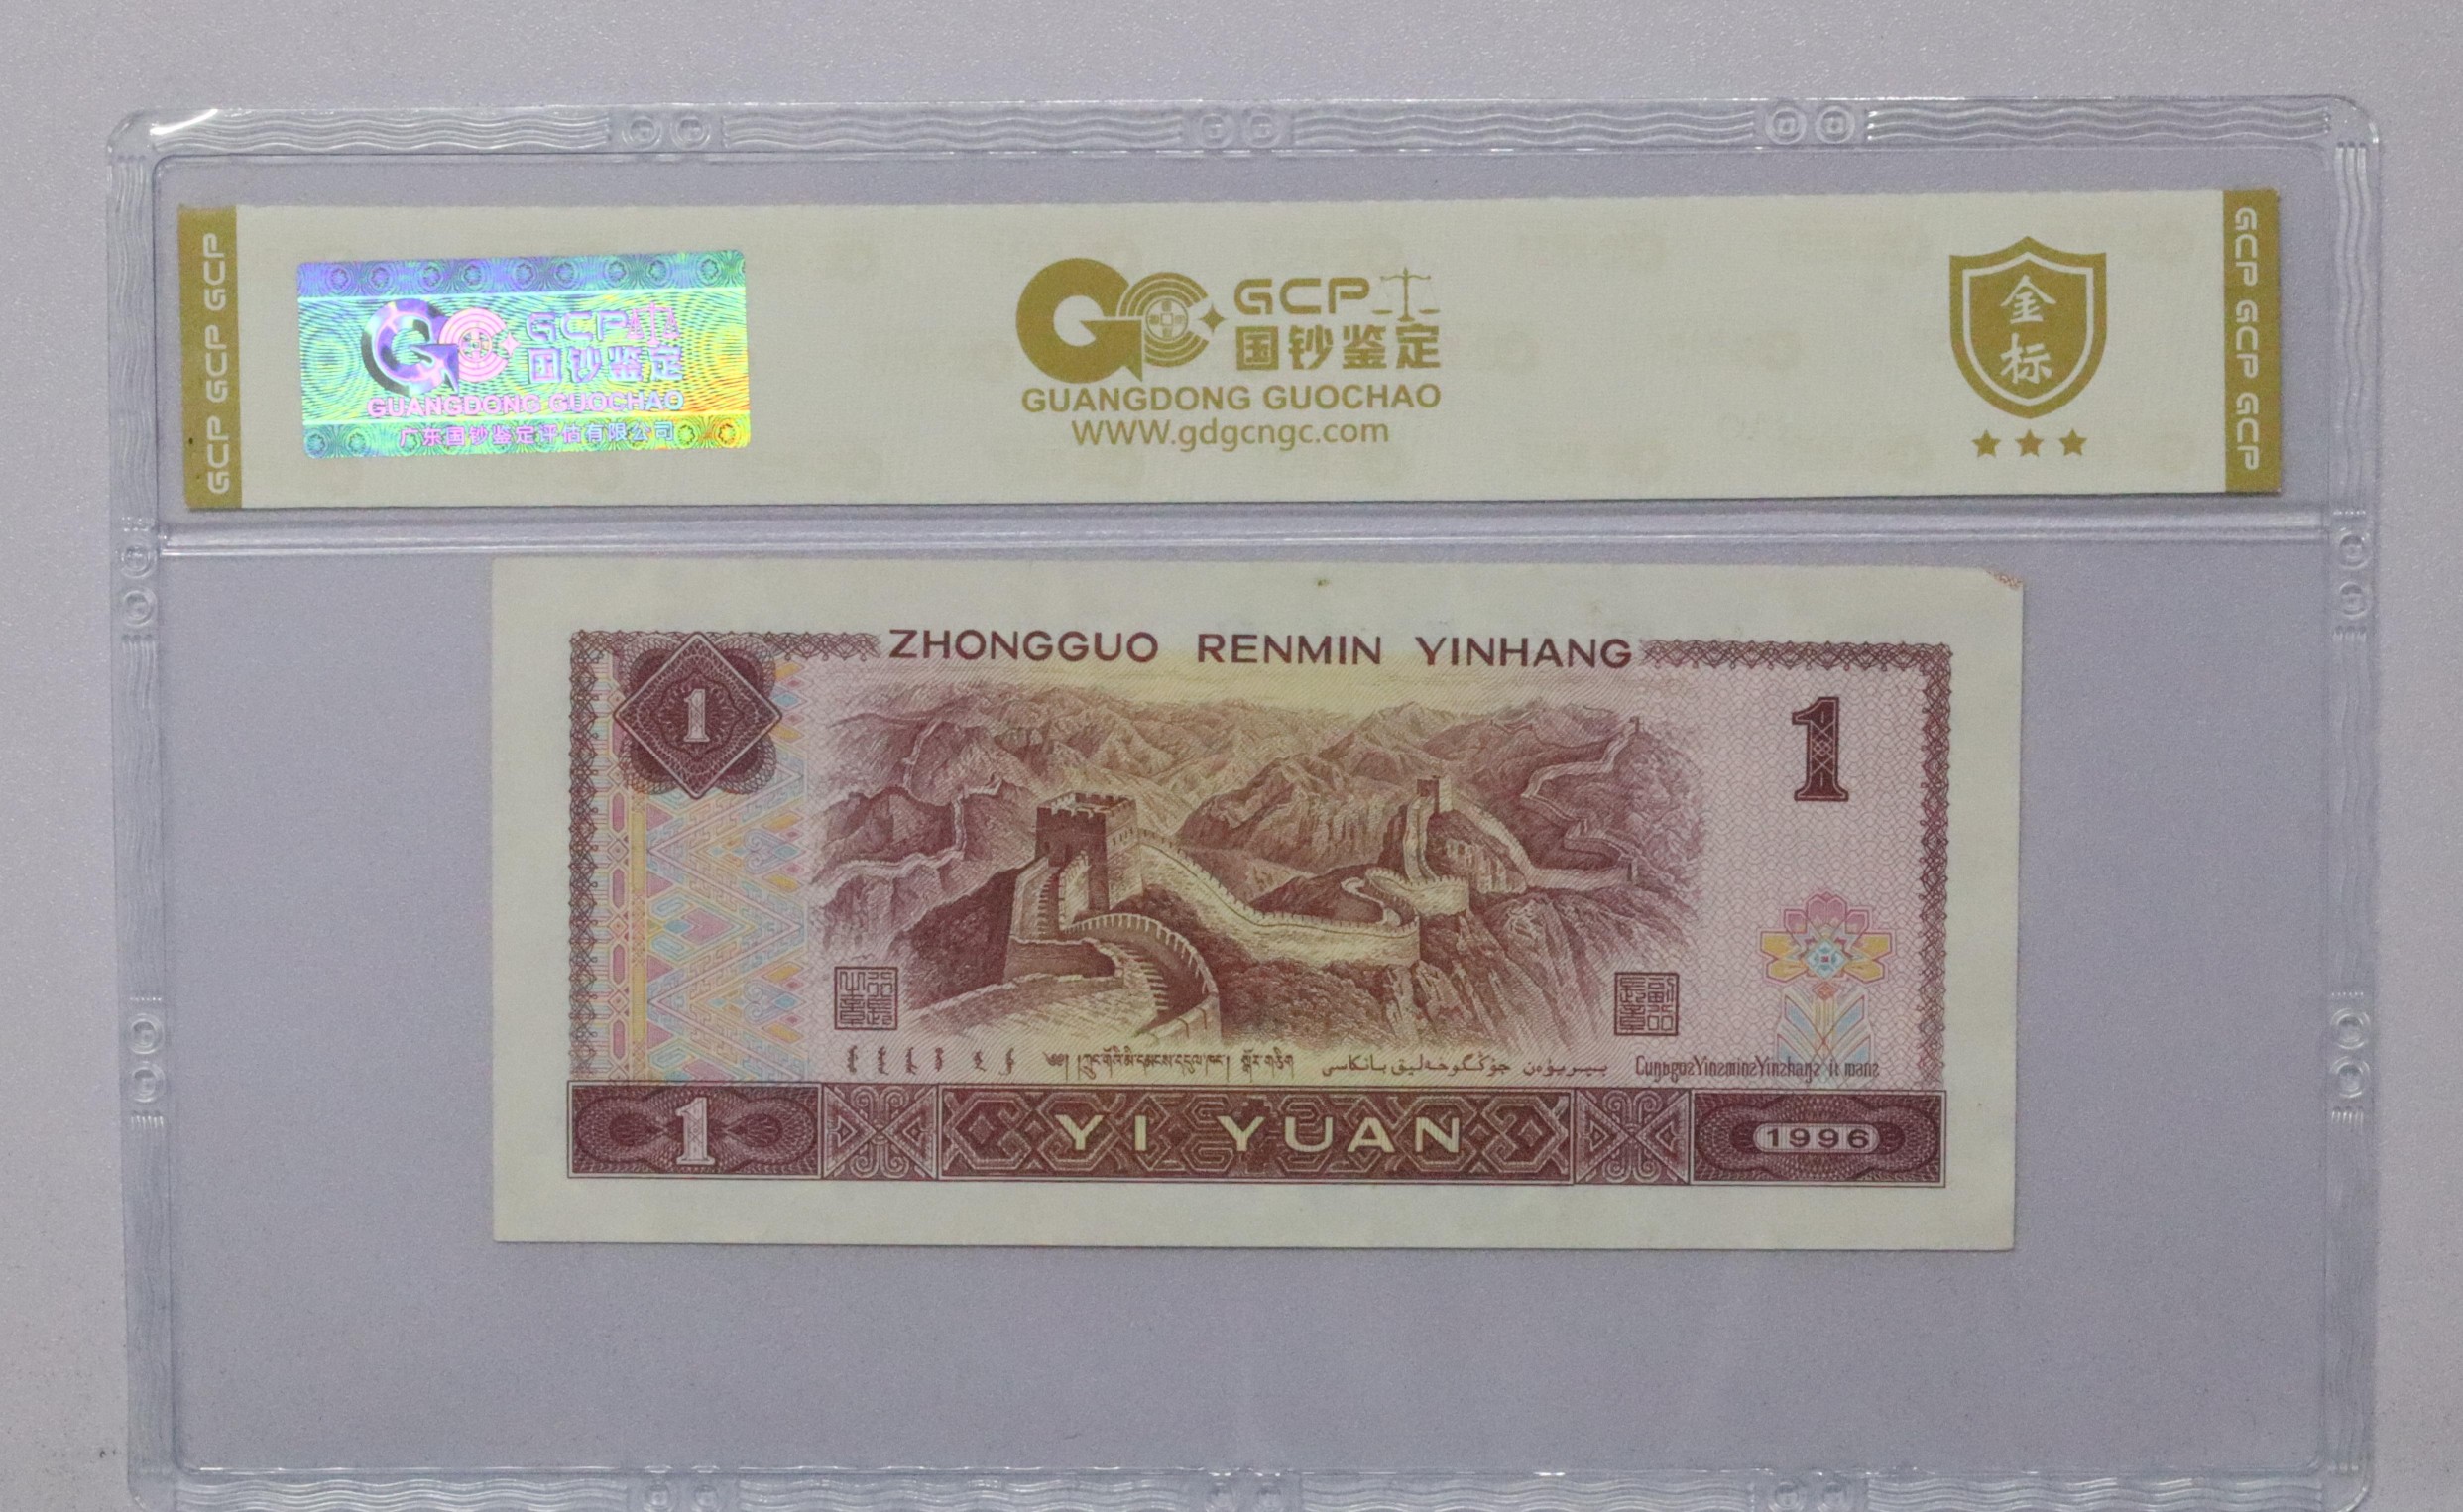 GCP GCP GCP
GCP
国钞鉴定
GUANGDONG GUOCHAO
广东国钞鉴定评估有限公司
GCP
国钞鉴定
GUANGDONG GUOCHAO
WWW.gdgcngc.com
金
标
GCP GCP GCP
ZHONGGUO RENMIN YINHANG
1
1
1
YI YUAN
1996